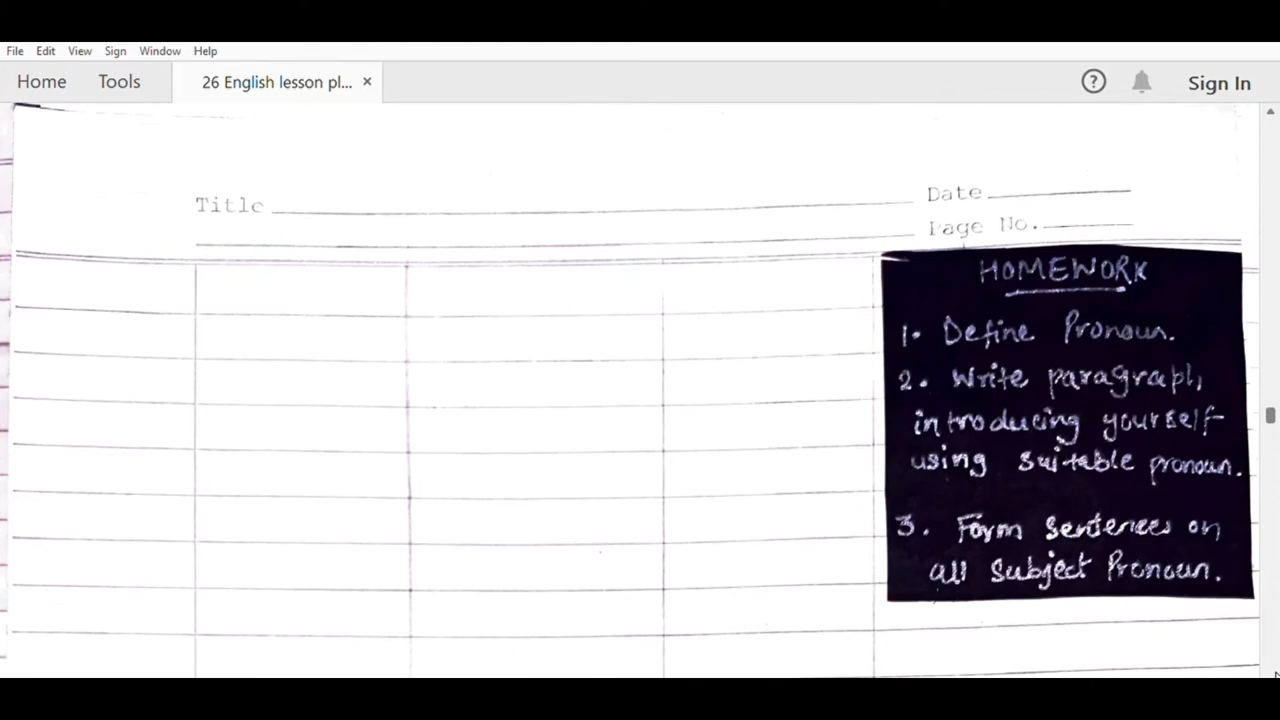 File Edit View Sign Window Help
Home Tools 26 English lesson pl... × ? Sign In
Title Date
Page No.
HOMEWORK
1. Define Pronoun.
2. Write paragraph
introducing yourself
using suitable pronoun.
3. Form Sentences on
all Subject Pronoun.